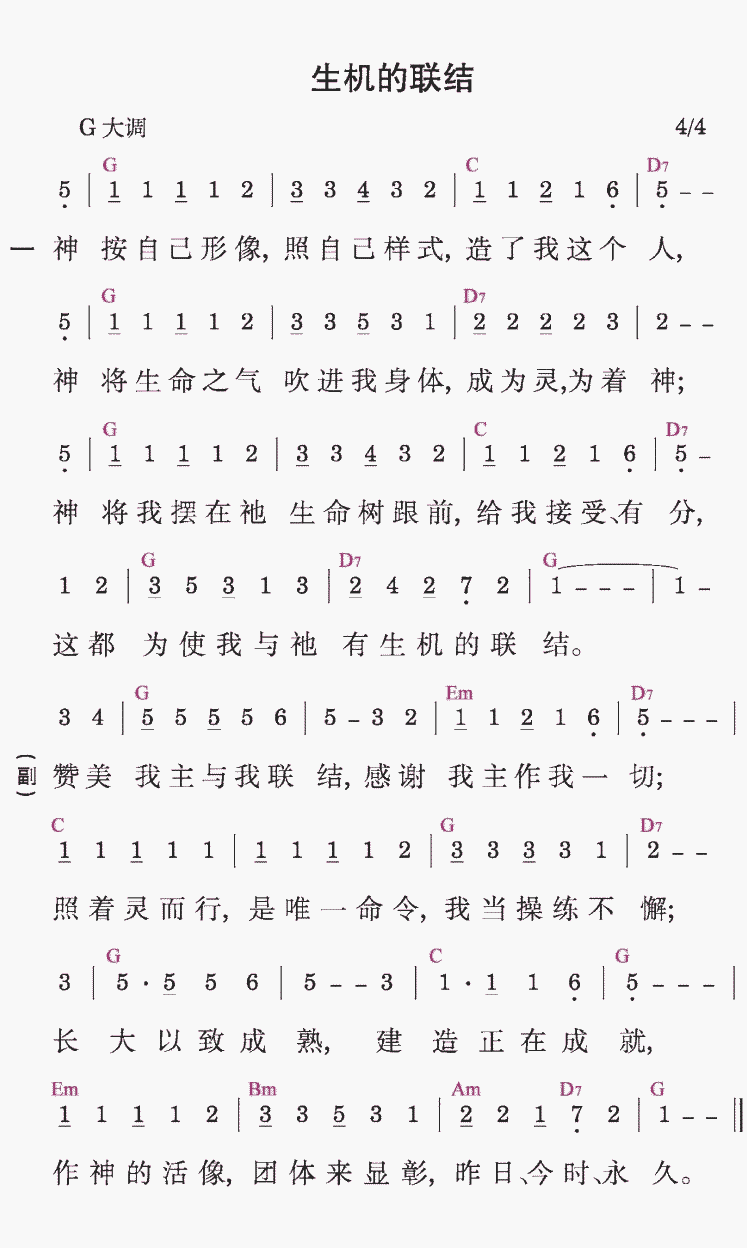 生机的联结
G 大调 4/4
G C D7
5 | 1 1 1 1 2 | 3 3 4 3 2 | 1 1 2 1 6 | 5 - -
一 神 按自己形像, 照自己样式, 造了我这个 人,
G D7
5 | 1 1 1 1 2 | 3 3 5 3 1 | 2 2 2 2 3 | 2 - -
神 将生命之气 吹进我身体, 成为灵,为着 神;
G C D7
5 | 1 1 1 1 2 | 3 3 4 3 2 | 1 1 2 1 6 | 5 -
神 将我摆在祂 生命树跟前, 给我接受、有 分,
G D7 G
1 2 | 3 5 3 1 3 | 2 4 2 7 2 | 1 - - - | 1 -
这都 为使我与祂 有生机的联 结。
G Em D7
3 4 | 5 5 5 5 6 | 5 - 3 2 | 1 1 2 1 6 | 5 - - - |
(副) 赞美 我主与我联 结, 感谢 我主作我一 切;
C G D7
1 1 1 1 1 | 1 1 1 1 2 | 3 3 3 3 1 | 2 - -
照着灵而行, 是唯一命令, 我当操练不 懈;
G C G
3 | 5 · 5 5 6 | 5 - - 3 | 1 · 1 1 6 | 5 - - - |
长 大以致成 熟, 建 造正在成 就,
Em Bm Am D7 G
1 1 1 1 2 | 3 3 5 3 1 | 2 2 1 7 2 | 1 - - ‖
作神的活像, 团体来显彰, 昨日、今时、永 久。